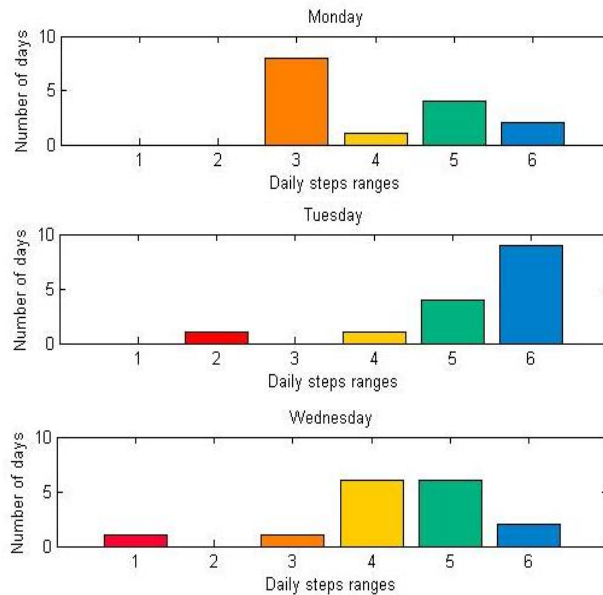 Monday
Number of days
10
5
0
1 2 3 4 5 6
Daily steps ranges
Tuesday
Number of days
10
5
0
1 2 3 4 5 6
Daily steps ranges
Wednesday
Number of days
10
5
0
1 2 3 4 5 6
Daily steps ranges